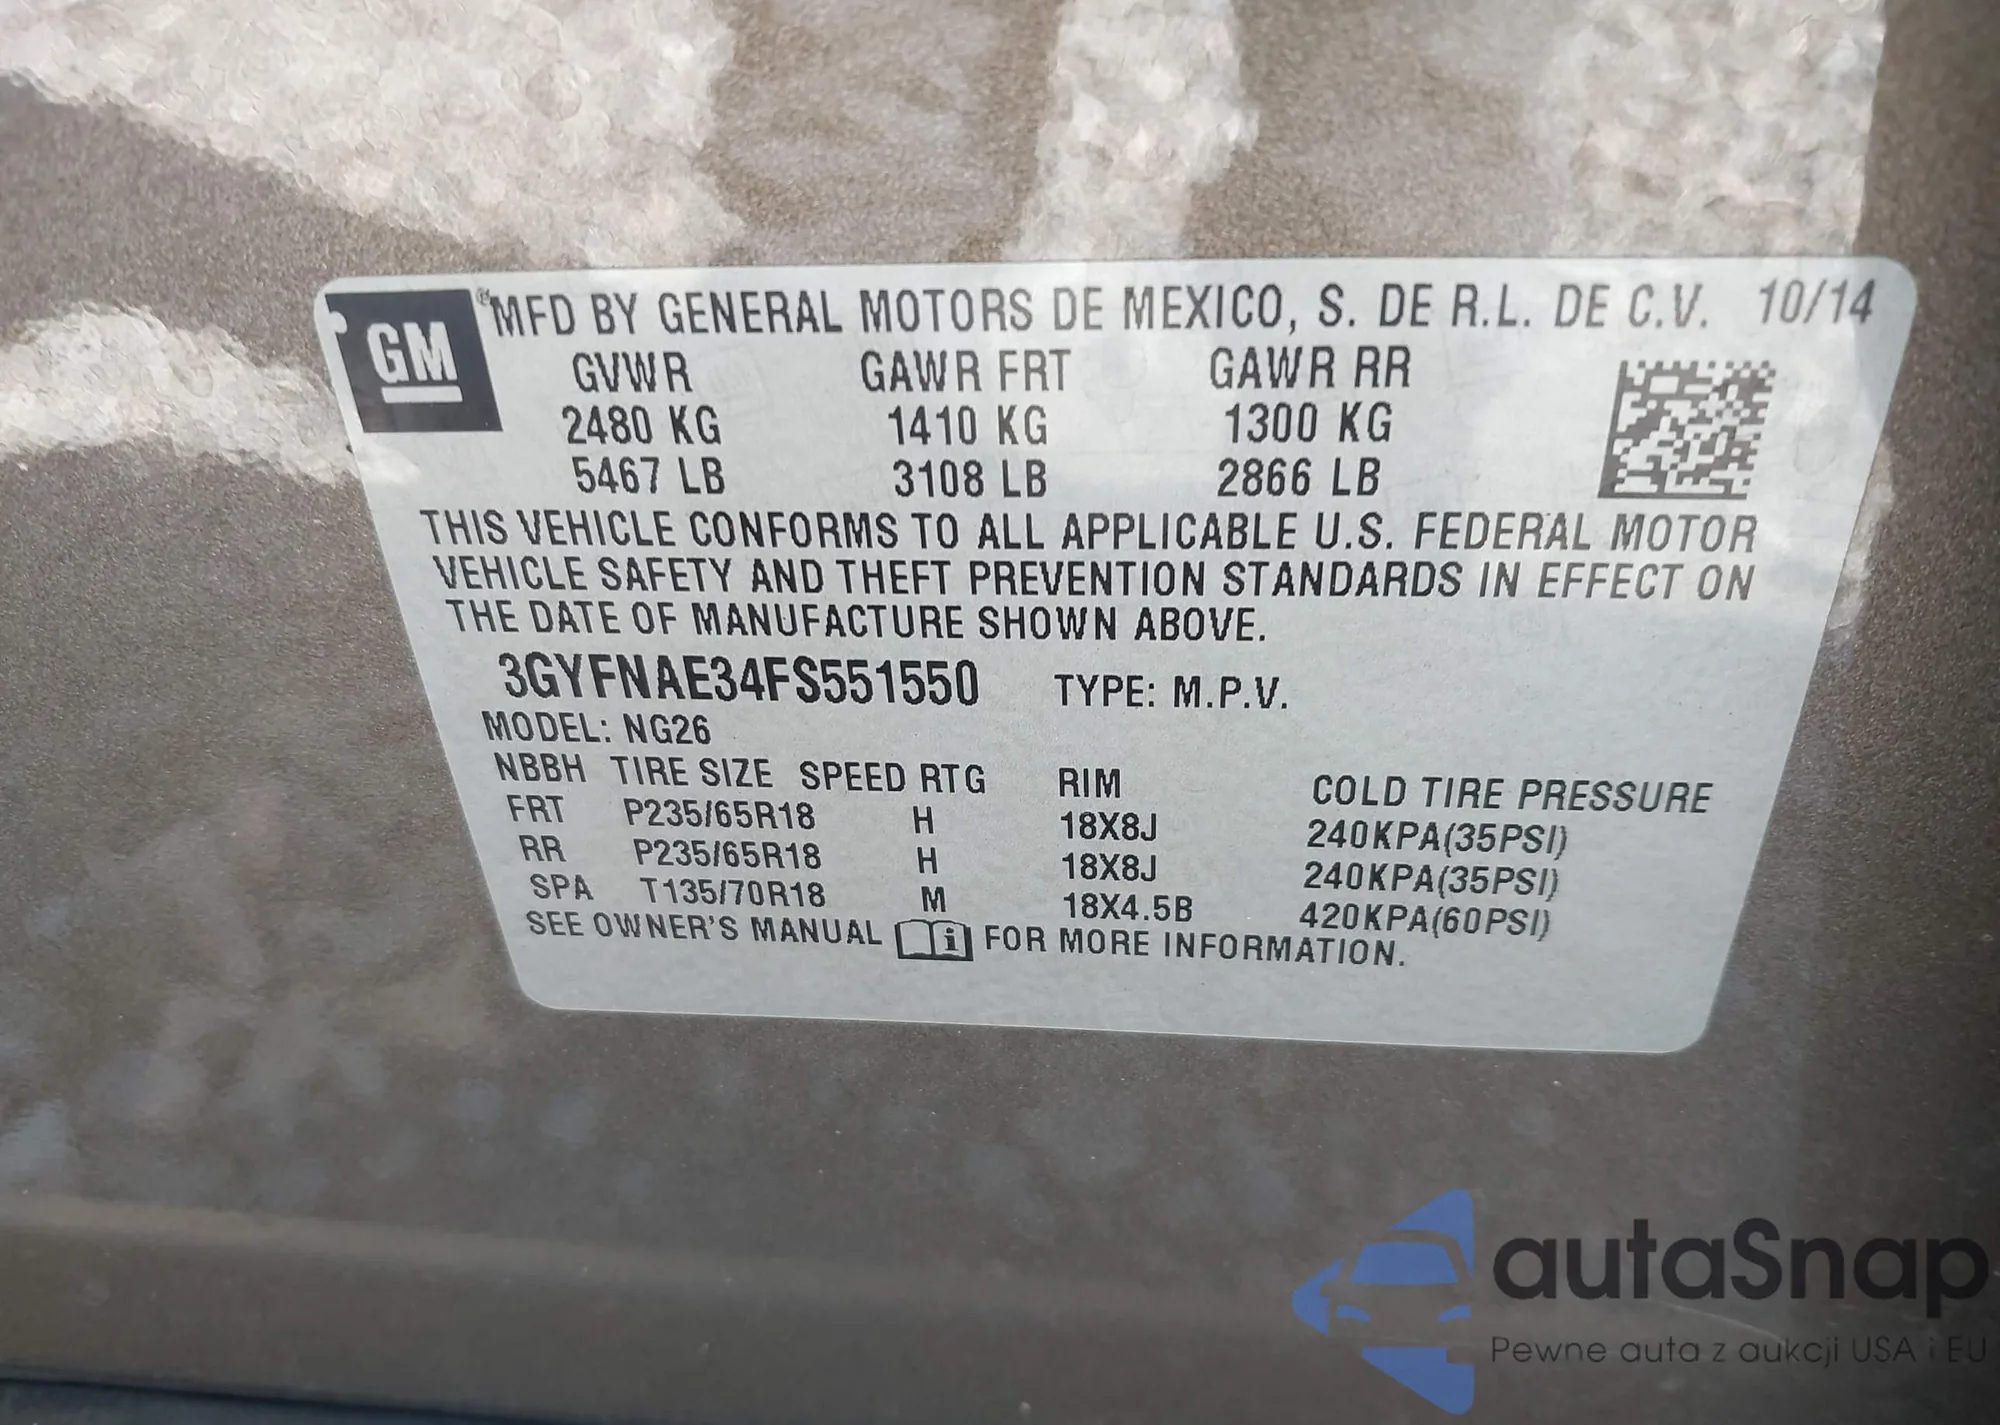 GM
MFD BY GENERAL MOTORS DE MEXICO, S. DE R.L. DE C.V. 10/14
GVWR GAWR FRT GAWR RR
2480 KG 1410 KG 1300 KG
5467 LB 3108 LB 2866 LB
THIS VEHICLE CONFORMS TO ALL APPLICABLE U.S. FEDERAL MOTOR
VEHICLE SAFETY AND THEFT PREVENTION STANDARDS IN EFFECT ON
THE DATE OF MANUFACTURE SHOWN ABOVE.
3GYFNAE34FS551550 TYPE: M.P.V.
MODEL: NG26
NBBH TIRE SIZE SPEED RTG RIM COLD TIRE PRESSURE
FRT P235/65R18 H 18X8J 240KPA(35PSI)
RR P235/65R18 H 18X8J 240KPA(35PSI)
SPA T135/70R18 M 18X4.5B 420KPA(60PSI)
SEE OWNER'S MANUAL i FOR MORE INFORMATION.
autaSnap
Pewne auta z aukcji USA i EU